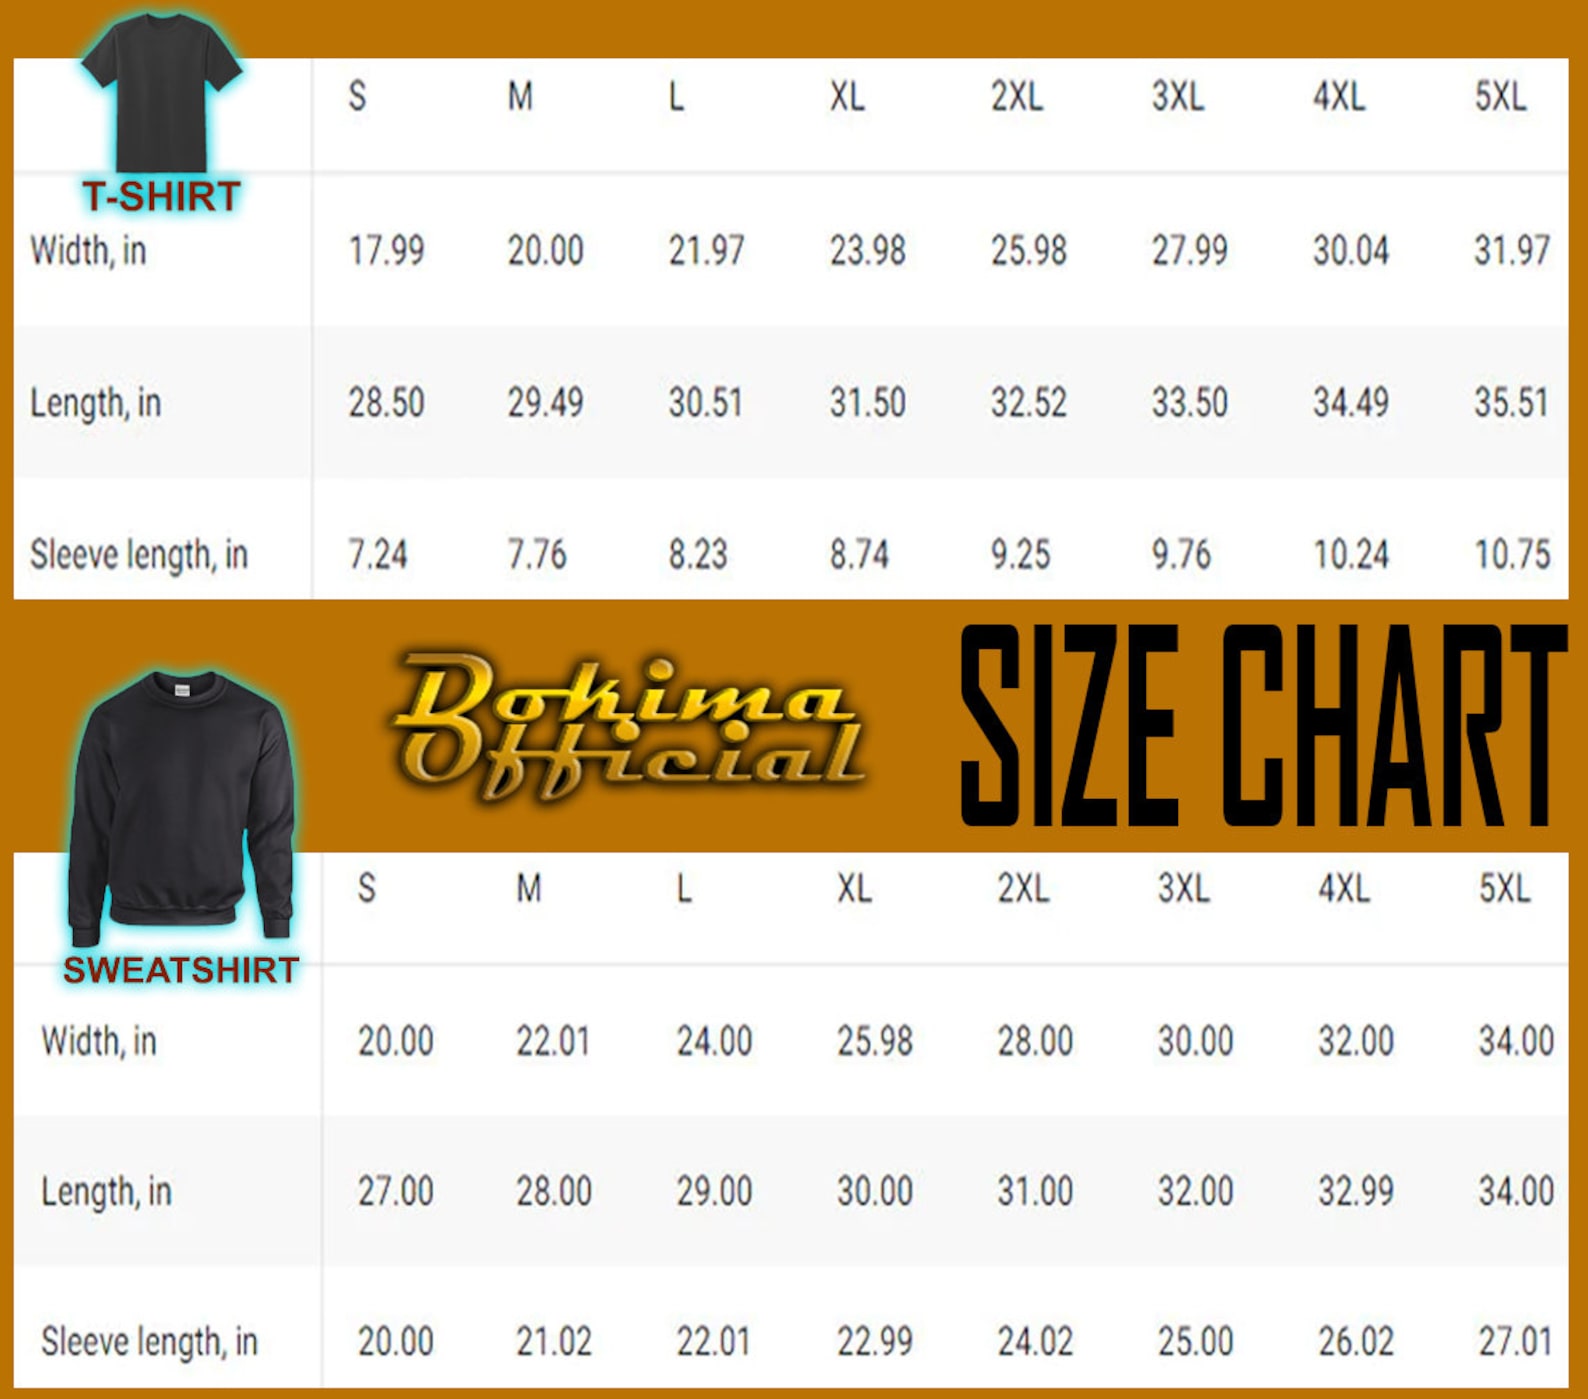 S M L XL 2XL 3XL 4XL 5XL
T-SHIRT
Width, in 17.99 20.00 21.97 23.98 25.98 27.99 30.04 31.97
Length, in 28.50 29.49 30.51 31.50 32.52 33.50 34.49 35.51
Sleeve length, in 7.24 7.76 8.23 8.74 9.25 9.76 10.24 10.75
Bokima
Official
SIZE CHART
S M L XL 2XL 3XL 4XL 5XL
SWEATSHIRT
Width, in 20.00 22.01 24.00 25.98 28.00 30.00 32.00 34.00
Length, in 27.00 28.00 29.00 30.00 31.00 32.00 32.99 34.00
Sleeve length, in 20.00 21.02 22.01 22.99 24.02 25.00 26.02 27.01